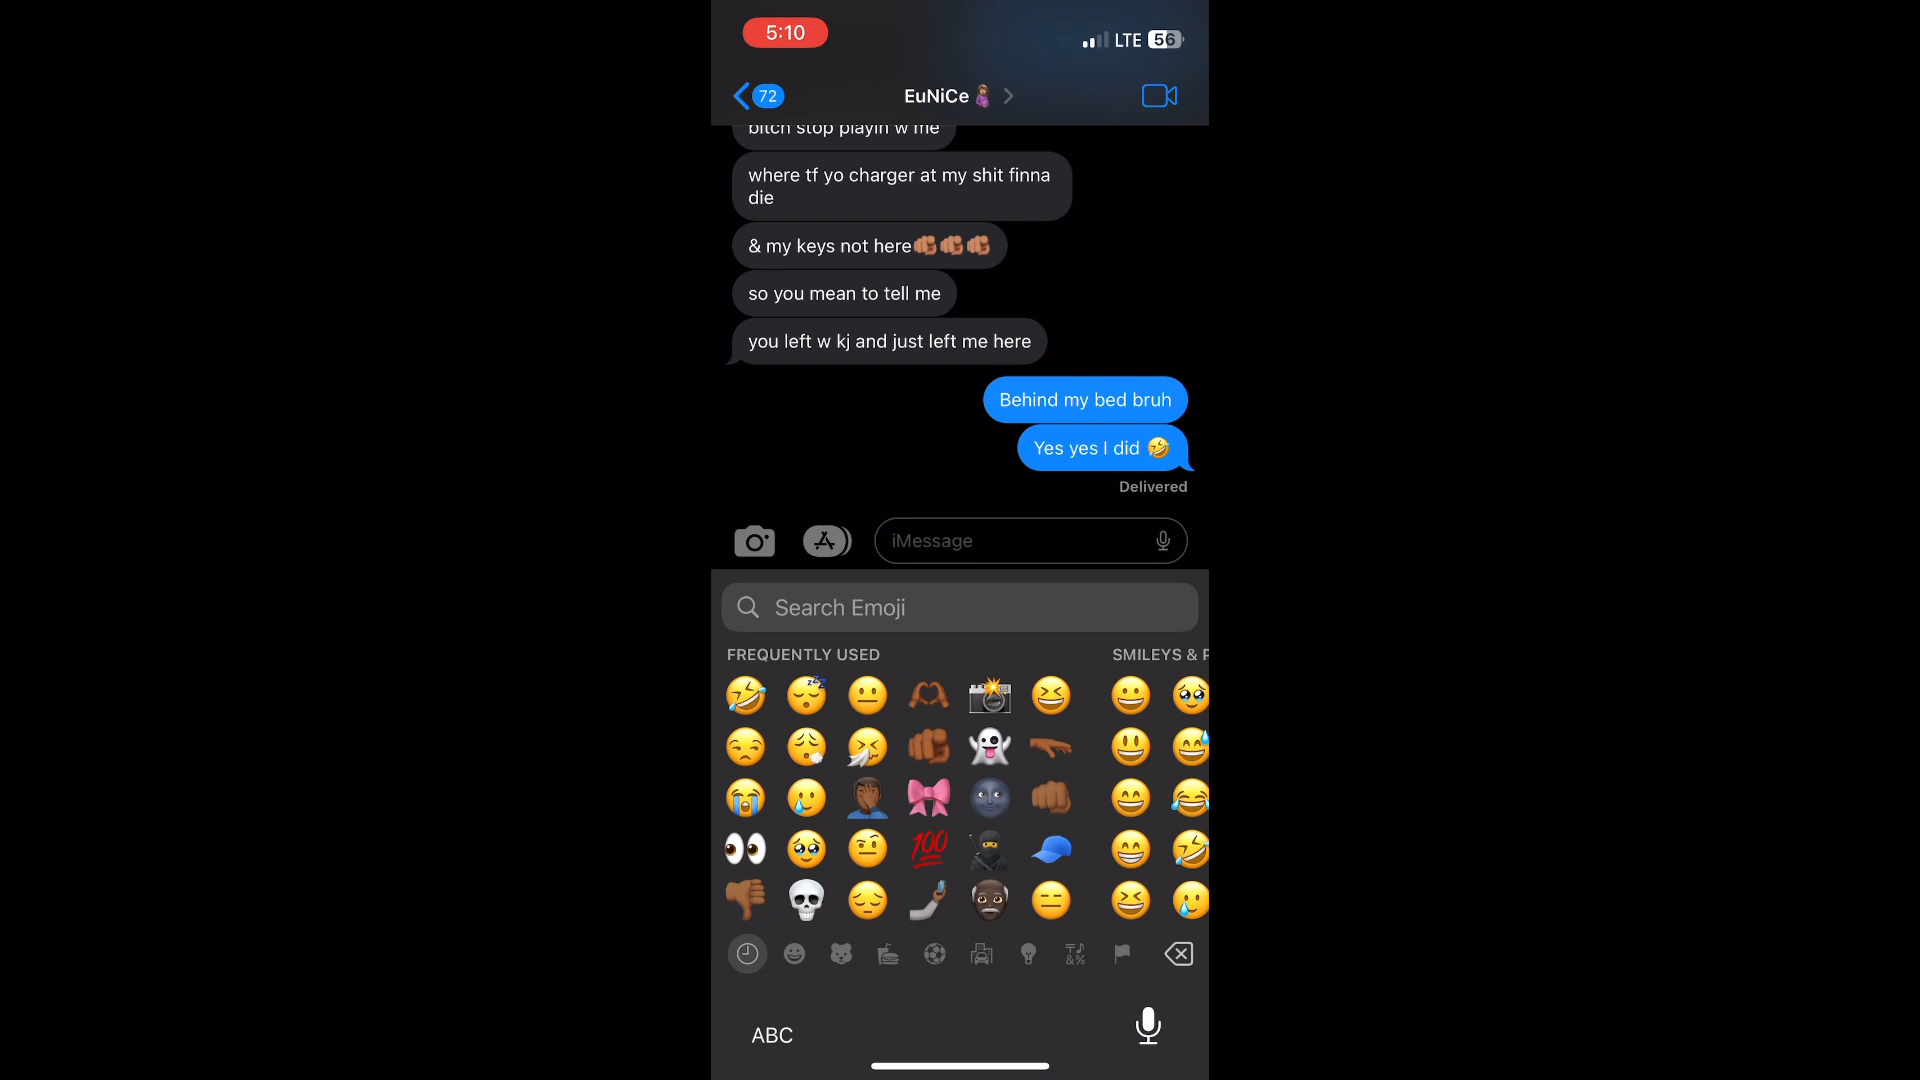 5:10
LTE 56
72
EuNiCe🤰🏽
bitch stop playin w me
where tf yo charger at my shit finna
die
& my keys not here🫵🏽🫵🏽🫵🏽
so you mean to tell me
you left w kj and just left me here
Behind my bed bruh
Yes yes I did 🤣
Delivered
iMessage
Search Emoji
FREQUENTLY USED
SMILEYS & P
ABC